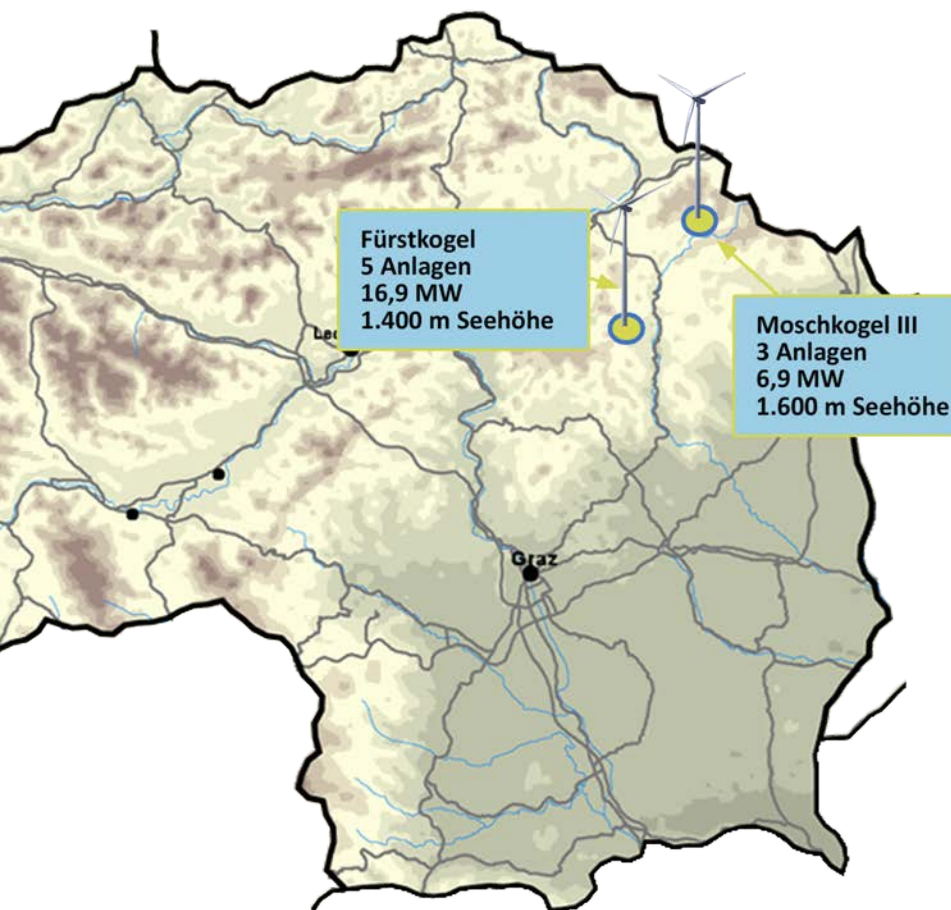 Fürstkogel
5 Anlagen
16,9 MW
1.400 m Seehöhe
Moschkogel III
3 Anlagen
6,9 MW
1.600 m Seehöhe
Graz